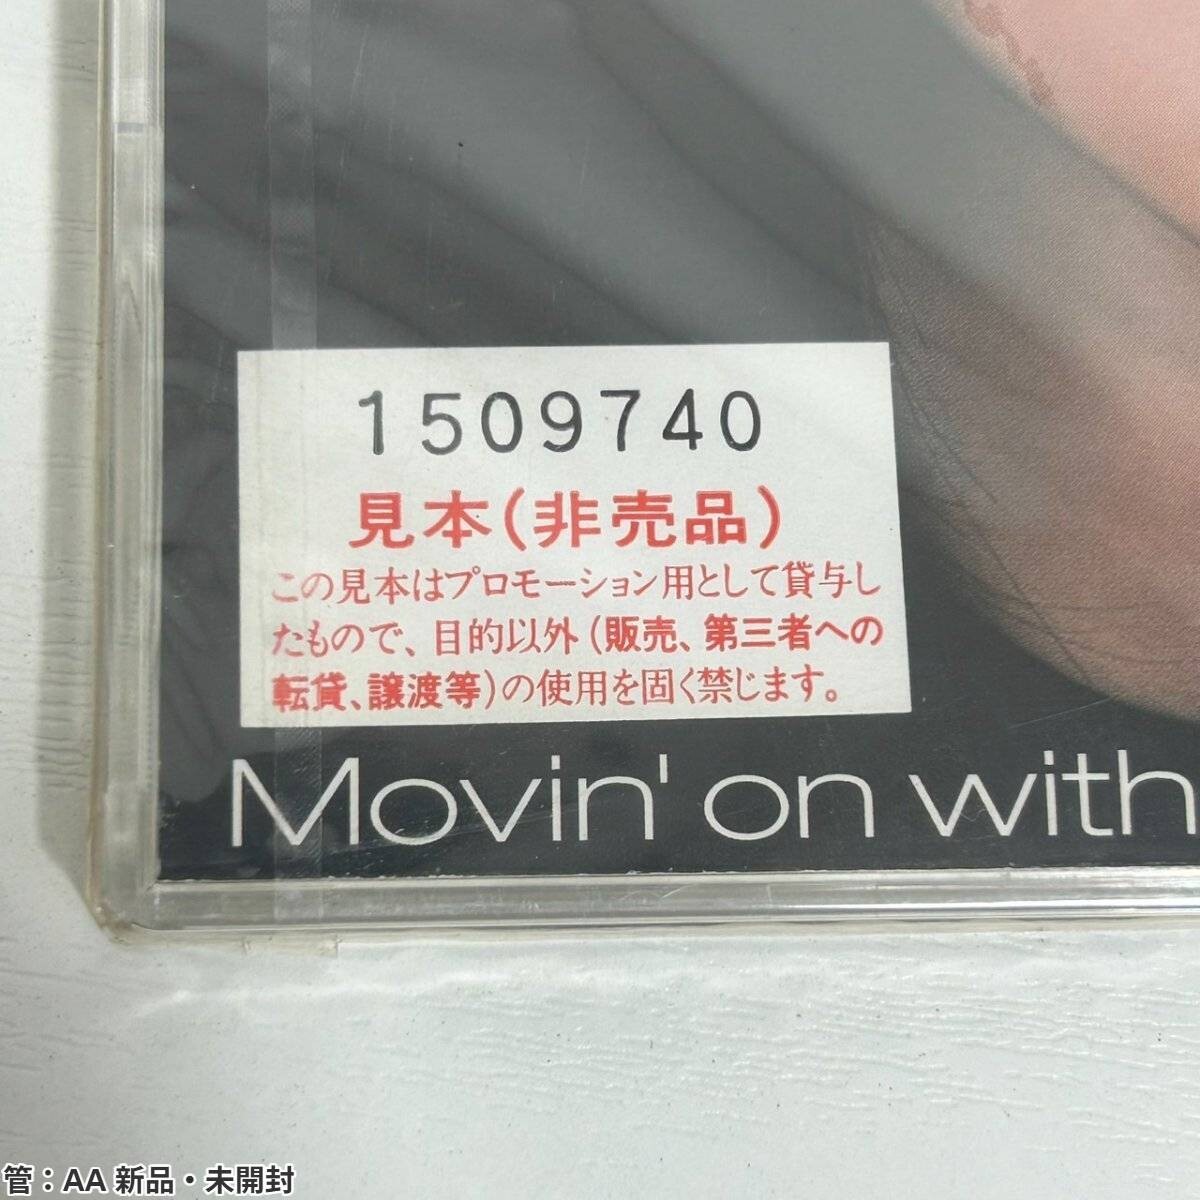 1509740
見本(非売品)
この見本はプロモーション用として貸与し
たもので、目的以外(販売、第三者への
転貸、譲渡等)の使用を固く禁じます。
Movin' on with
管：AA 新品・未開封